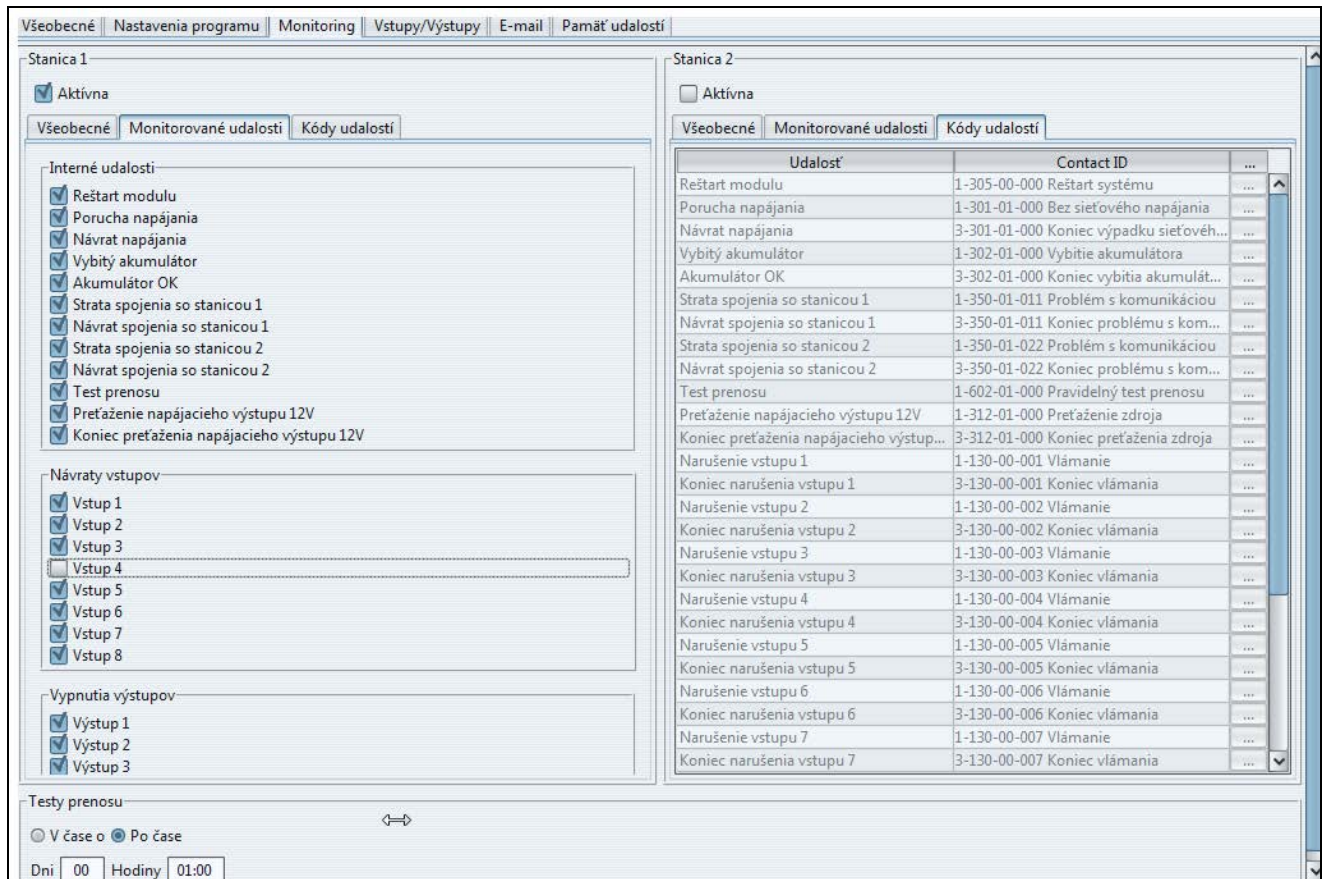 Všeobecné Nastavenia programu Monitoring Vstupy/Výstupy E-mail Pamäť udalostí
Stanica 1
Aktívna
Všeobecné Monitorované udalosti Kódy udalostí
Interné udalosti
Reštart modulu
Porucha napájania
Návrat napájania
Vybitý akumulátor
Akumulátor OK
Strata spojenia so stanicou 1
Návrat spojenia so stanicou 1
Strata spojenia so stanicou 2
Návrat spojenia so stanicou 2
Test prenosu
Preťaženie napájacieho výstupu 12V
Koniec preťaženia napájacieho výstupu 12V
Návraty vstupov
Vstup 1
Vstup 2
Vstup 3
Vstup 4
Vstup 5
Vstup 6
Vstup 7
Vstup 8
Vypnutia výstupov
Výstup 1
Výstup 2
Výstup 3
Stanica 2
Aktívna
Všeobecné Monitorované udalosti Kódy udalostí
Udalosť Contact ID ...
Reštart modulu 1-305-00-000 Reštart systému ...
Porucha napájania 1-301-01-000 Bez sieťového napájania ...
Návrat napájania 3-301-01-000 Koniec výpadku sieťovéh... ...
Vybitý akumulátor 1-302-01-000 Vybitie akumulátora ...
Akumulátor OK 3-302-01-000 Koniec vybitia akumulát... ...
Strata spojenia so stanicou 1 1-350-01-011 Problém s komunikáciou ...
Návrat spojenia so stanicou 1 3-350-01-011 Koniec problému s kom... ...
Strata spojenia so stanicou 2 1-350-01-022 Problém s komunikáciou ...
Návrat spojenia so stanicou 2 3-350-01-022 Koniec problému s kom... ...
Test prenosu 1-602-01-000 Pravidelný test prenosu ...
Preťaženie napájacieho výstupu 12V 1-312-01-000 Preťaženie zdroja ...
Koniec preťaženia napájacieho výstup... 3-312-01-000 Koniec preťaženia zdroja ...
Narušenie vstupu 1 1-130-00-001 Vlámanie ...
Koniec narušenia vstupu 1 3-130-00-001 Koniec vlámania ...
Narušenie vstupu 2 1-130-00-002 Vlámanie ...
Koniec narušenia vstupu 2 3-130-00-002 Koniec vlámania ...
Narušenie vstupu 3 1-130-00-003 Vlámanie ...
Koniec narušenia vstupu 3 3-130-00-003 Koniec vlámania ...
Narušenie vstupu 4 1-130-00-004 Vlámanie ...
Koniec narušenia vstupu 4 3-130-00-004 Koniec vlámania ...
Narušenie vstupu 5 1-130-00-005 Vlámanie ...
Koniec narušenia vstupu 5 3-130-00-005 Koniec vlámania ...
Narušenie vstupu 6 1-130-00-006 Vlámanie ...
Koniec narušenia vstupu 6 3-130-00-006 Koniec vlámania ...
Narušenie vstupu 7 1-130-00-007 Vlámanie ...
Koniec narušenia vstupu 7 3-130-00-007 Koniec vlámania ...
Testy prenosu
V čase o Po čase
Dni 00 Hodiny 01:00